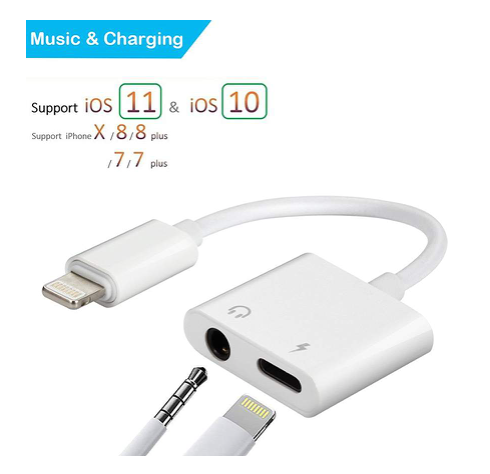 Music & Charging
Support iOS 11 & iOS 10
Support iPhone X /8/8 plus
/7/7 plus